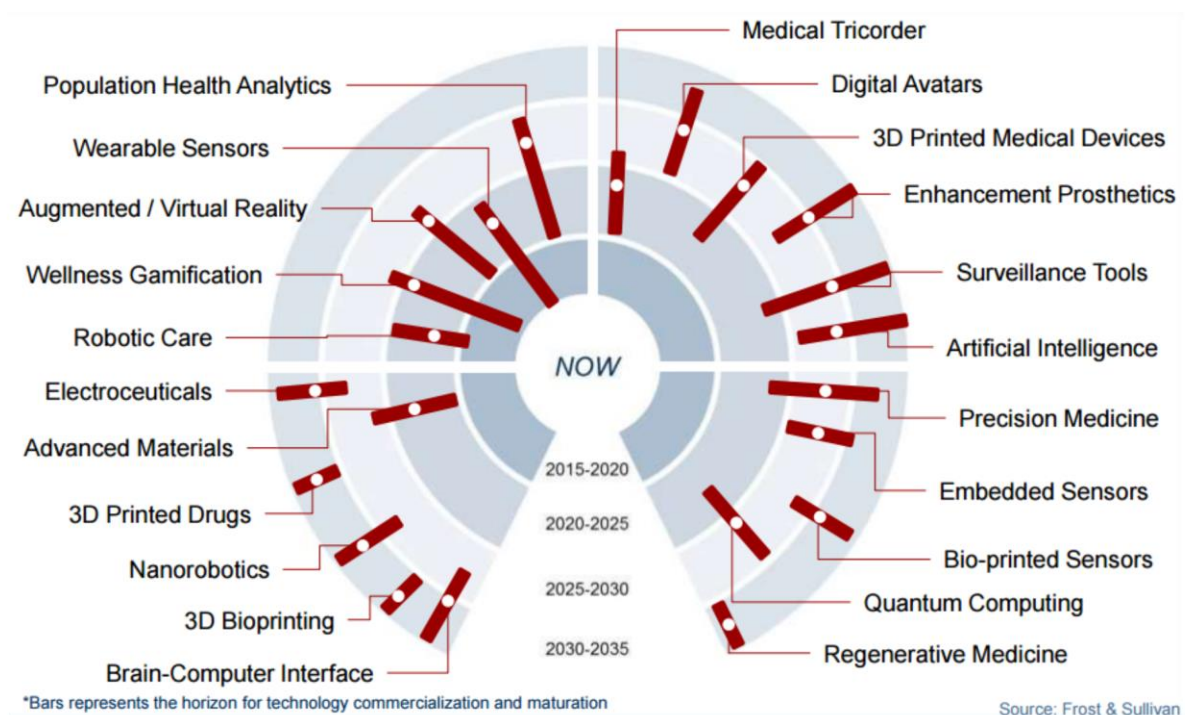 Medical Tricorder
Population Health Analytics
Digital Avatars
Wearable Sensors
3D Printed Medical Devices
Augmented / Virtual Reality
Enhancement Prosthetics
Wellness Gamification
Surveillance Tools
Robotic Care
Artificial Intelligence
NOW
Electroceuticals
Precision Medicine
Advanced Materials
2015-2020
Embedded Sensors
3D Printed Drugs
2020-2025
Bio-printed Sensors
Nanorobotics
2025-2030
Quantum Computing
3D Bioprinting
2030-2035
Regenerative Medicine
Brain-Computer Interface
*Bars represents the horizon for technology commercialization and maturation
Source: Frost & Sullivan